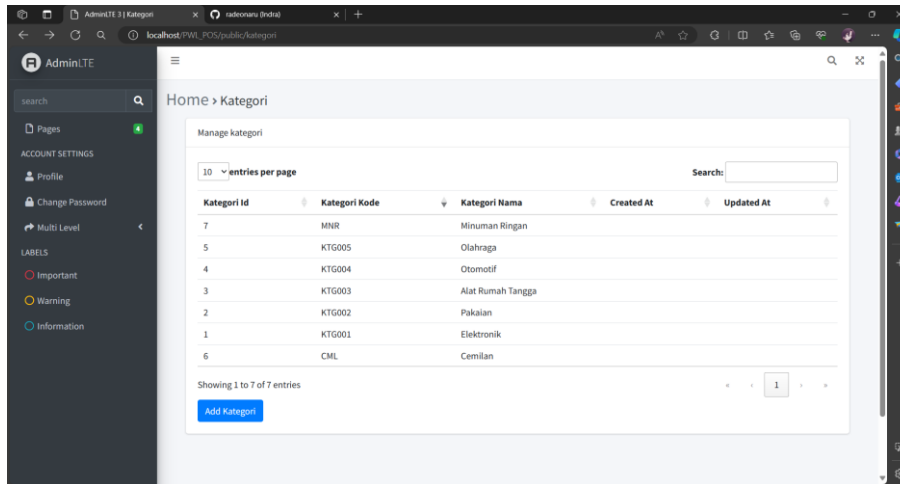 AdminLTE 3 | Kategori
radeonaru (Indra)
localhost/PWL_POS/public/kategori
AdminLTE
search
Pages 4
ACCOUNT SETTINGS
Profile
Change Password
Multi Level
LABELS
Important
Warning
Information
Home › Kategori
Manage kategori
10 entries per page Search:
Kategori Id Kategori Kode Kategori Nama Created At Updated At
7 MNR Minuman Ringan
5 KTG005 Olahraga
4 KTG004 Otomotif
3 KTG003 Alat Rumah Tangga
2 KTG002 Pakaian
1 KTG001 Elektronik
6 CML Cemilan
Showing 1 to 7 of 7 entries « ‹ 1 › »
Add Kategori